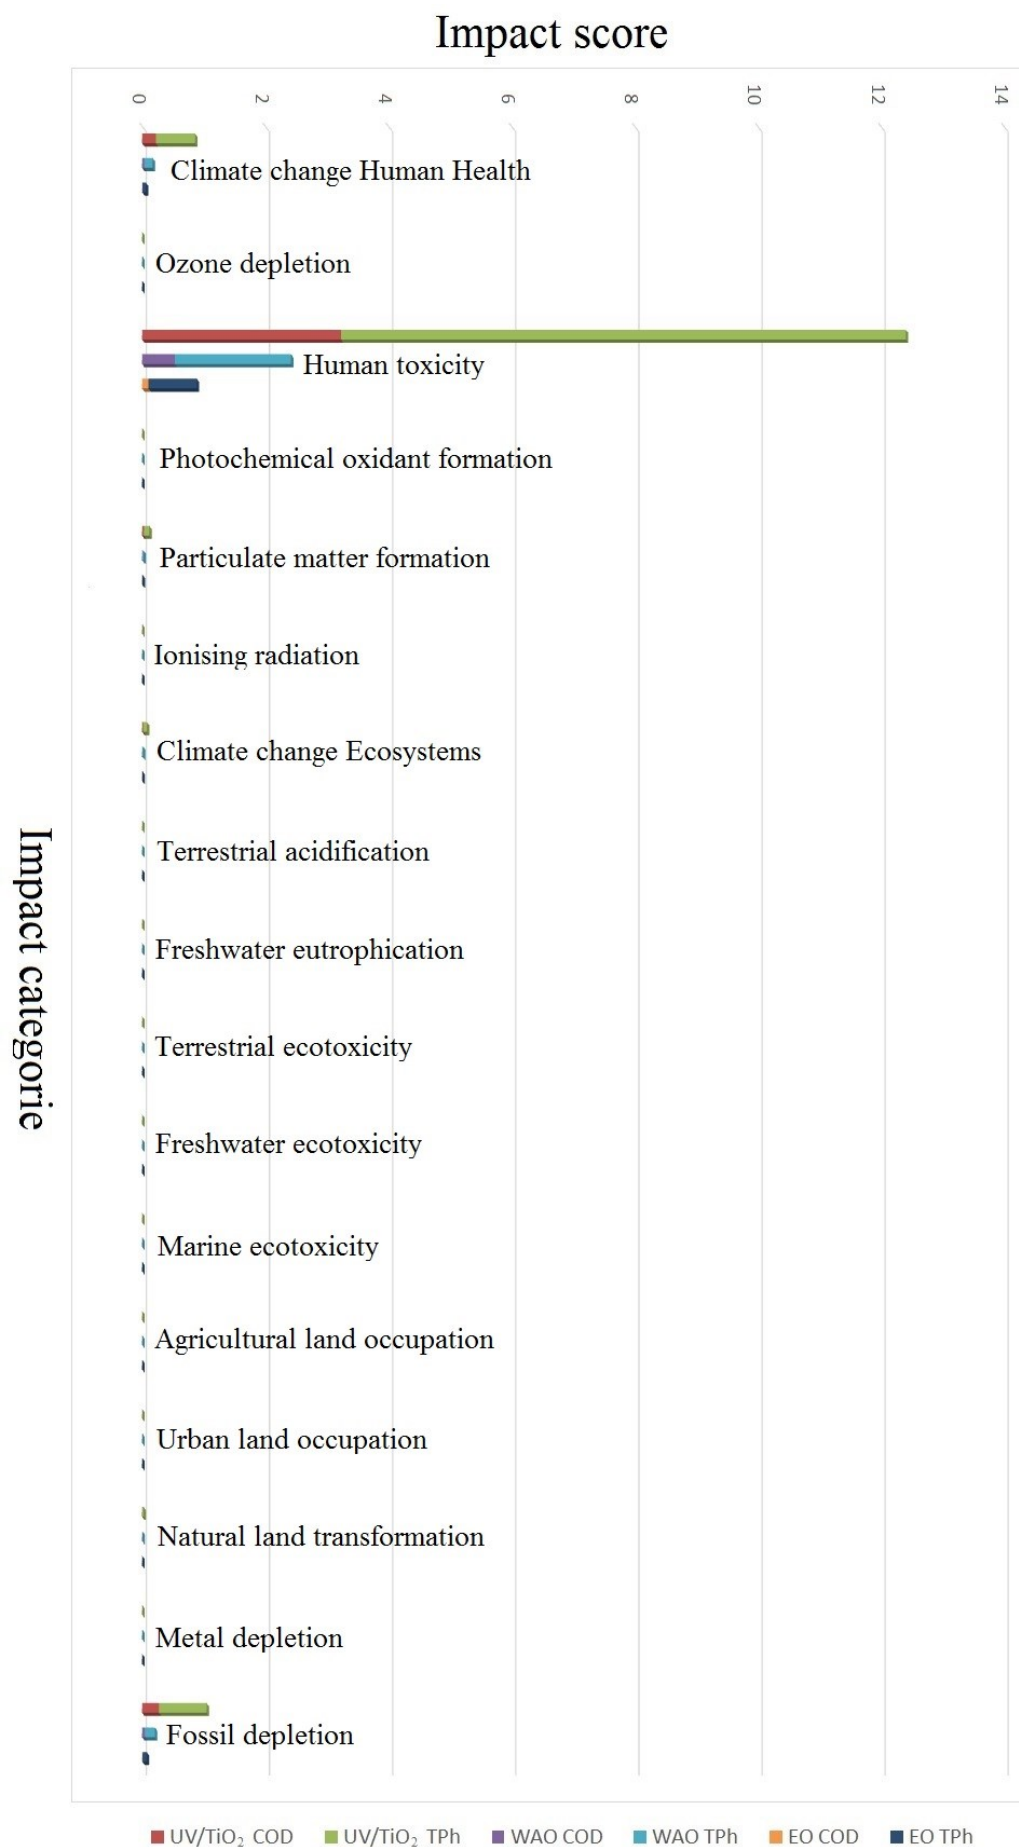 Impact score
0 2 4 6 8 10 12 14
Climate change Human Health
Ozone depletion
Human toxicity
Photochemical oxidant formation
Particulate matter formation
Ionising radiation
Climate change Ecosystems
Terrestrial acidification
Freshwater eutrophication
Terrestrial ecotoxicity
Freshwater ecotoxicity
Marine ecotoxicity
Agricultural land occupation
Urban land occupation
Natural land transformation
Metal depletion
Fossil depletion
Impact categorie
UV/TiO₂ COD UV/TiO₂ TPh WAO COD WAO TPh EO COD EO TPh